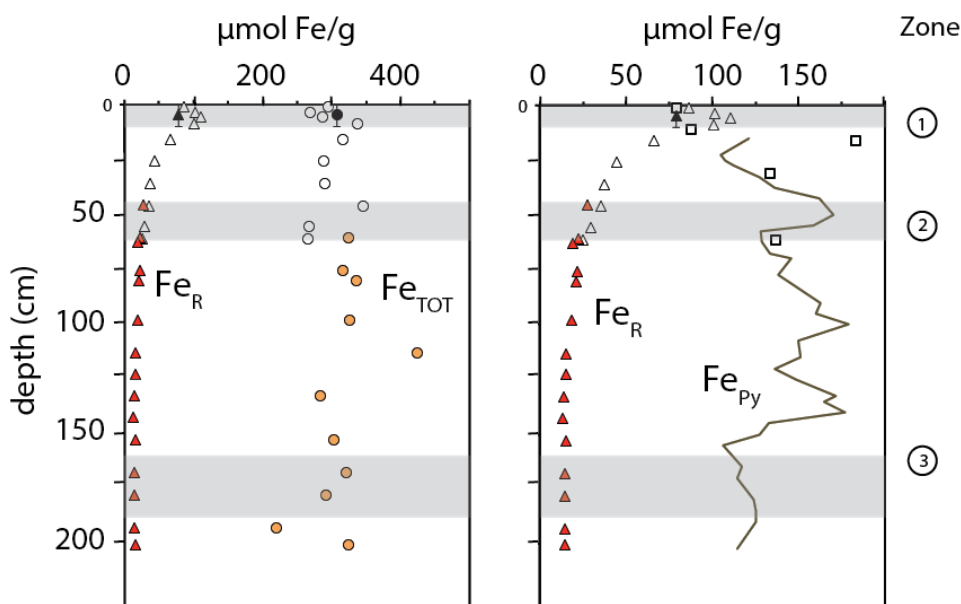 μmol Fe/g
μmol Fe/g
Zone
0 200 400
0 50 100 150
0
50
100
150
200
depth (cm)
Fe_R
Fe_TOT
0
Fe_R
Fe_Py
1
2
3